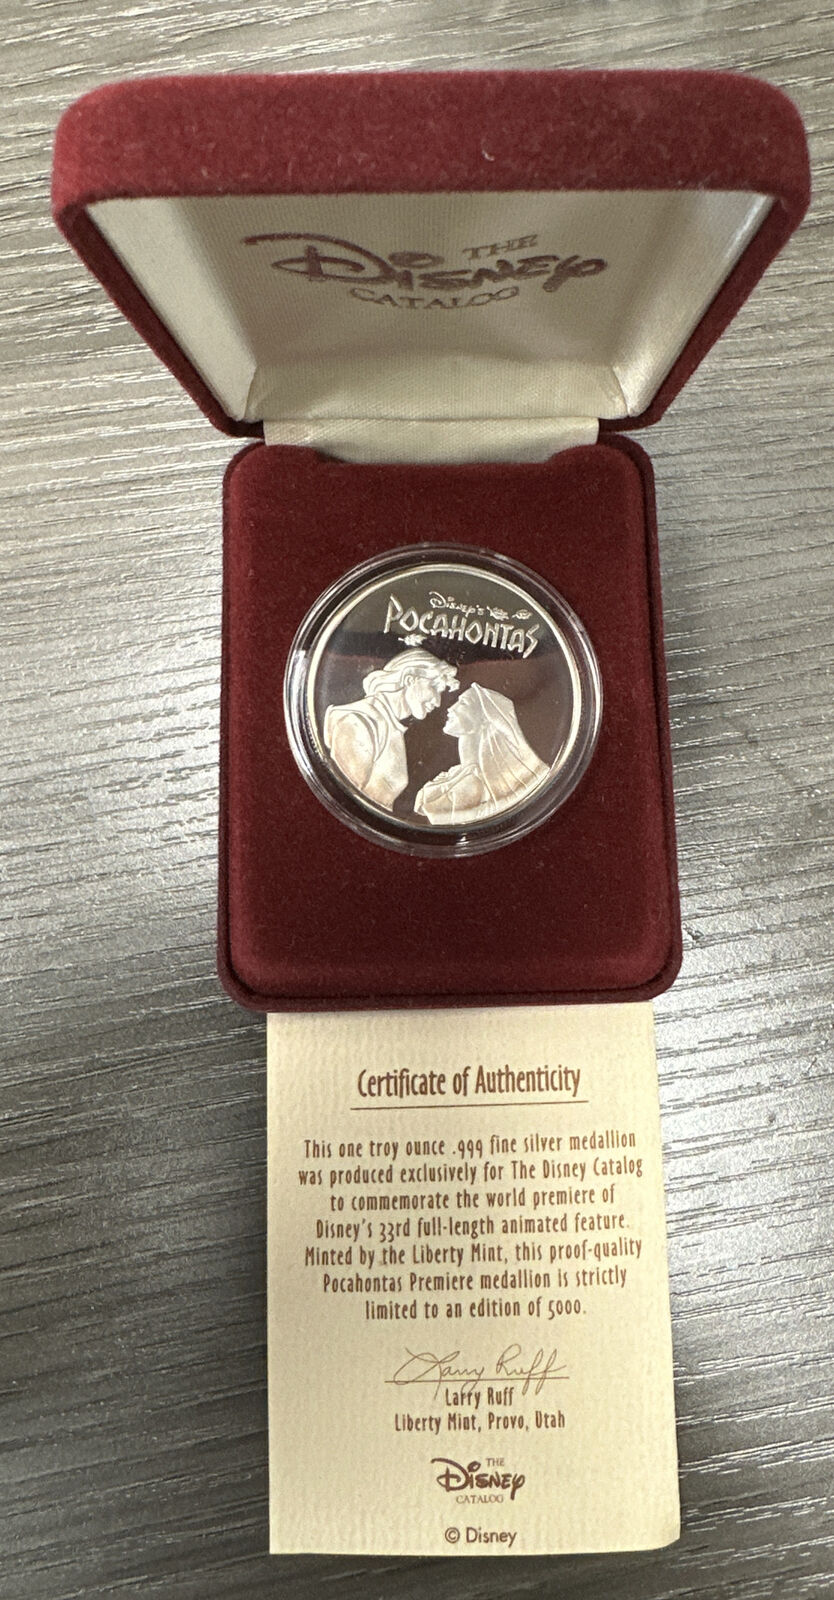 THE
Disney
CATALOG
Disney's
POCAHONTAS
Certificate of Authenticity
This one troy ounce .999 fine silver medallion
was produced exclusively for The Disney Catalog
to commemorate the world premiere of
Disney's 33rd full-length animated feature.
Minted by the Liberty Mint, this proof-quality
Pocahontas Premiere medallion is strictly
limited to an edition of 5000.
Larry Ruff
Larry Ruff
Liberty Mint, Provo, Utah
THE
Disney
CATALOG
© Disney